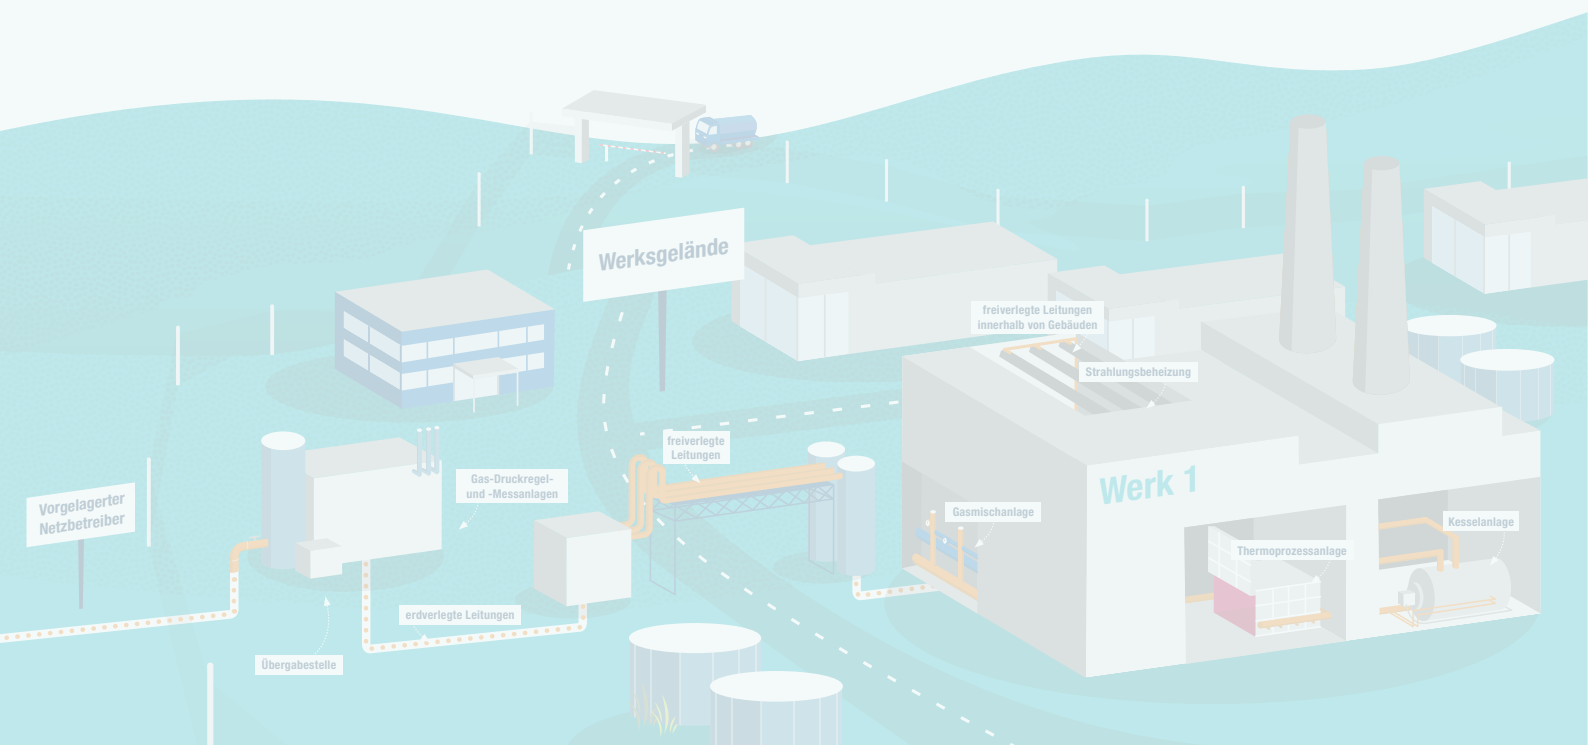 Werksgelände
freiverlegte Leitungen
innerhalb von Gebäuden
Strahlungsbeheizung
freiverlegte
Leitungen
Gas-Druckregel-
und -Messanlagen
Werk 1
Vorgelagerter
Netzbetreiber
Gasmischanlage
Kesselanlage
Thermoprozessanlage
erdverlegte Leitungen
Übergabestelle